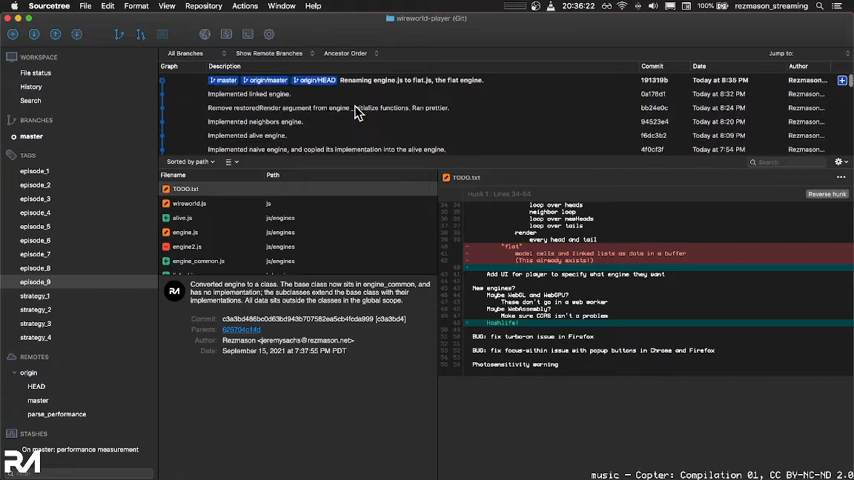 Sourcetree File Edit View Repository Actions Window Help 20:36:22 100% rezmason_streaming
wireworld-player (Git)
All Branches Show Remote Branches Ancestor Order Jump to:
Graph Description Commit Date Author
master origin/master origin/HEAD Renaming engine.js to flat.js, the flat engine. 191319b Today at 8:35 PM Rezmason...
Implemented linked engine. 0a178d1 Today at 8:32 PM Rezmason...
Remove restoredRender argument from engine initialize functions. Ran prettier. bb24e0c Today at 8:24 PM Rezmason...
Implemented neighbors engine. 94523e4 Today at 8:20 PM Rezmason...
Implemented alive engine. f6dc3b2 Today at 8:09 PM Rezmason...
Implemented naive engine, and copied its implementation into the alive engine. 4f0cf3f Today at 7:54 PM Rezmason...
WORKSPACE
File status
History
Search
BRANCHES
master
TAGS
episode_1
episode_2
episode_3
episode_4
episode_5
episode_6
episode_7
episode_8
episode_9
strategy_1
strategy_2
strategy_3
strategy_4
REMOTES
origin
HEAD
master
parse_performance
STASHES
On master: performance measurement
Sorted by path Search
Filename Path
TODO.txt
wireworld.js js
alive.js js/engines
engine.js js/engines
engine2.js js/engines
engine_common.js js/engines
Converted engine to a class. The base class now sits in engine_common, and
has no implementation; the subclasses extend the base class with their
implementations. All data sits outside the classes in the global scope.
Commit: c3a3bd486bc0d63bd943b707582ea5cb4fcda999 [c3a3bd4]
Parents: 626704c14d
Author: Rezmason <jeremysachs@rezmason.net>
Date: September 15, 2021 at 7:37:55 PM PDT
TODO.txt
Hunk 1 : Lines 34-54 Reverse hunk
loop over heads
neighbor loop
loop over newHeads
loop over tails
render
every head and tail
"flat"
model cells and linked lists as data in a buffer
(This already exists!)
Add UI for player to specify what engine they want
New engines?
Maybe WebGL and WebGPU?
These don't go in a web worker
Maybe WebAssembly?
Make sure CORS isn't a problem
Hashlife!
BUG: fix turbo-on issue in Firefox
BUG: fix focus-within issue with popup buttons in Chrome and Firefox
Photosensitivity warning
music - Copter: Compilation 01, CC BY-NC-ND 2.0